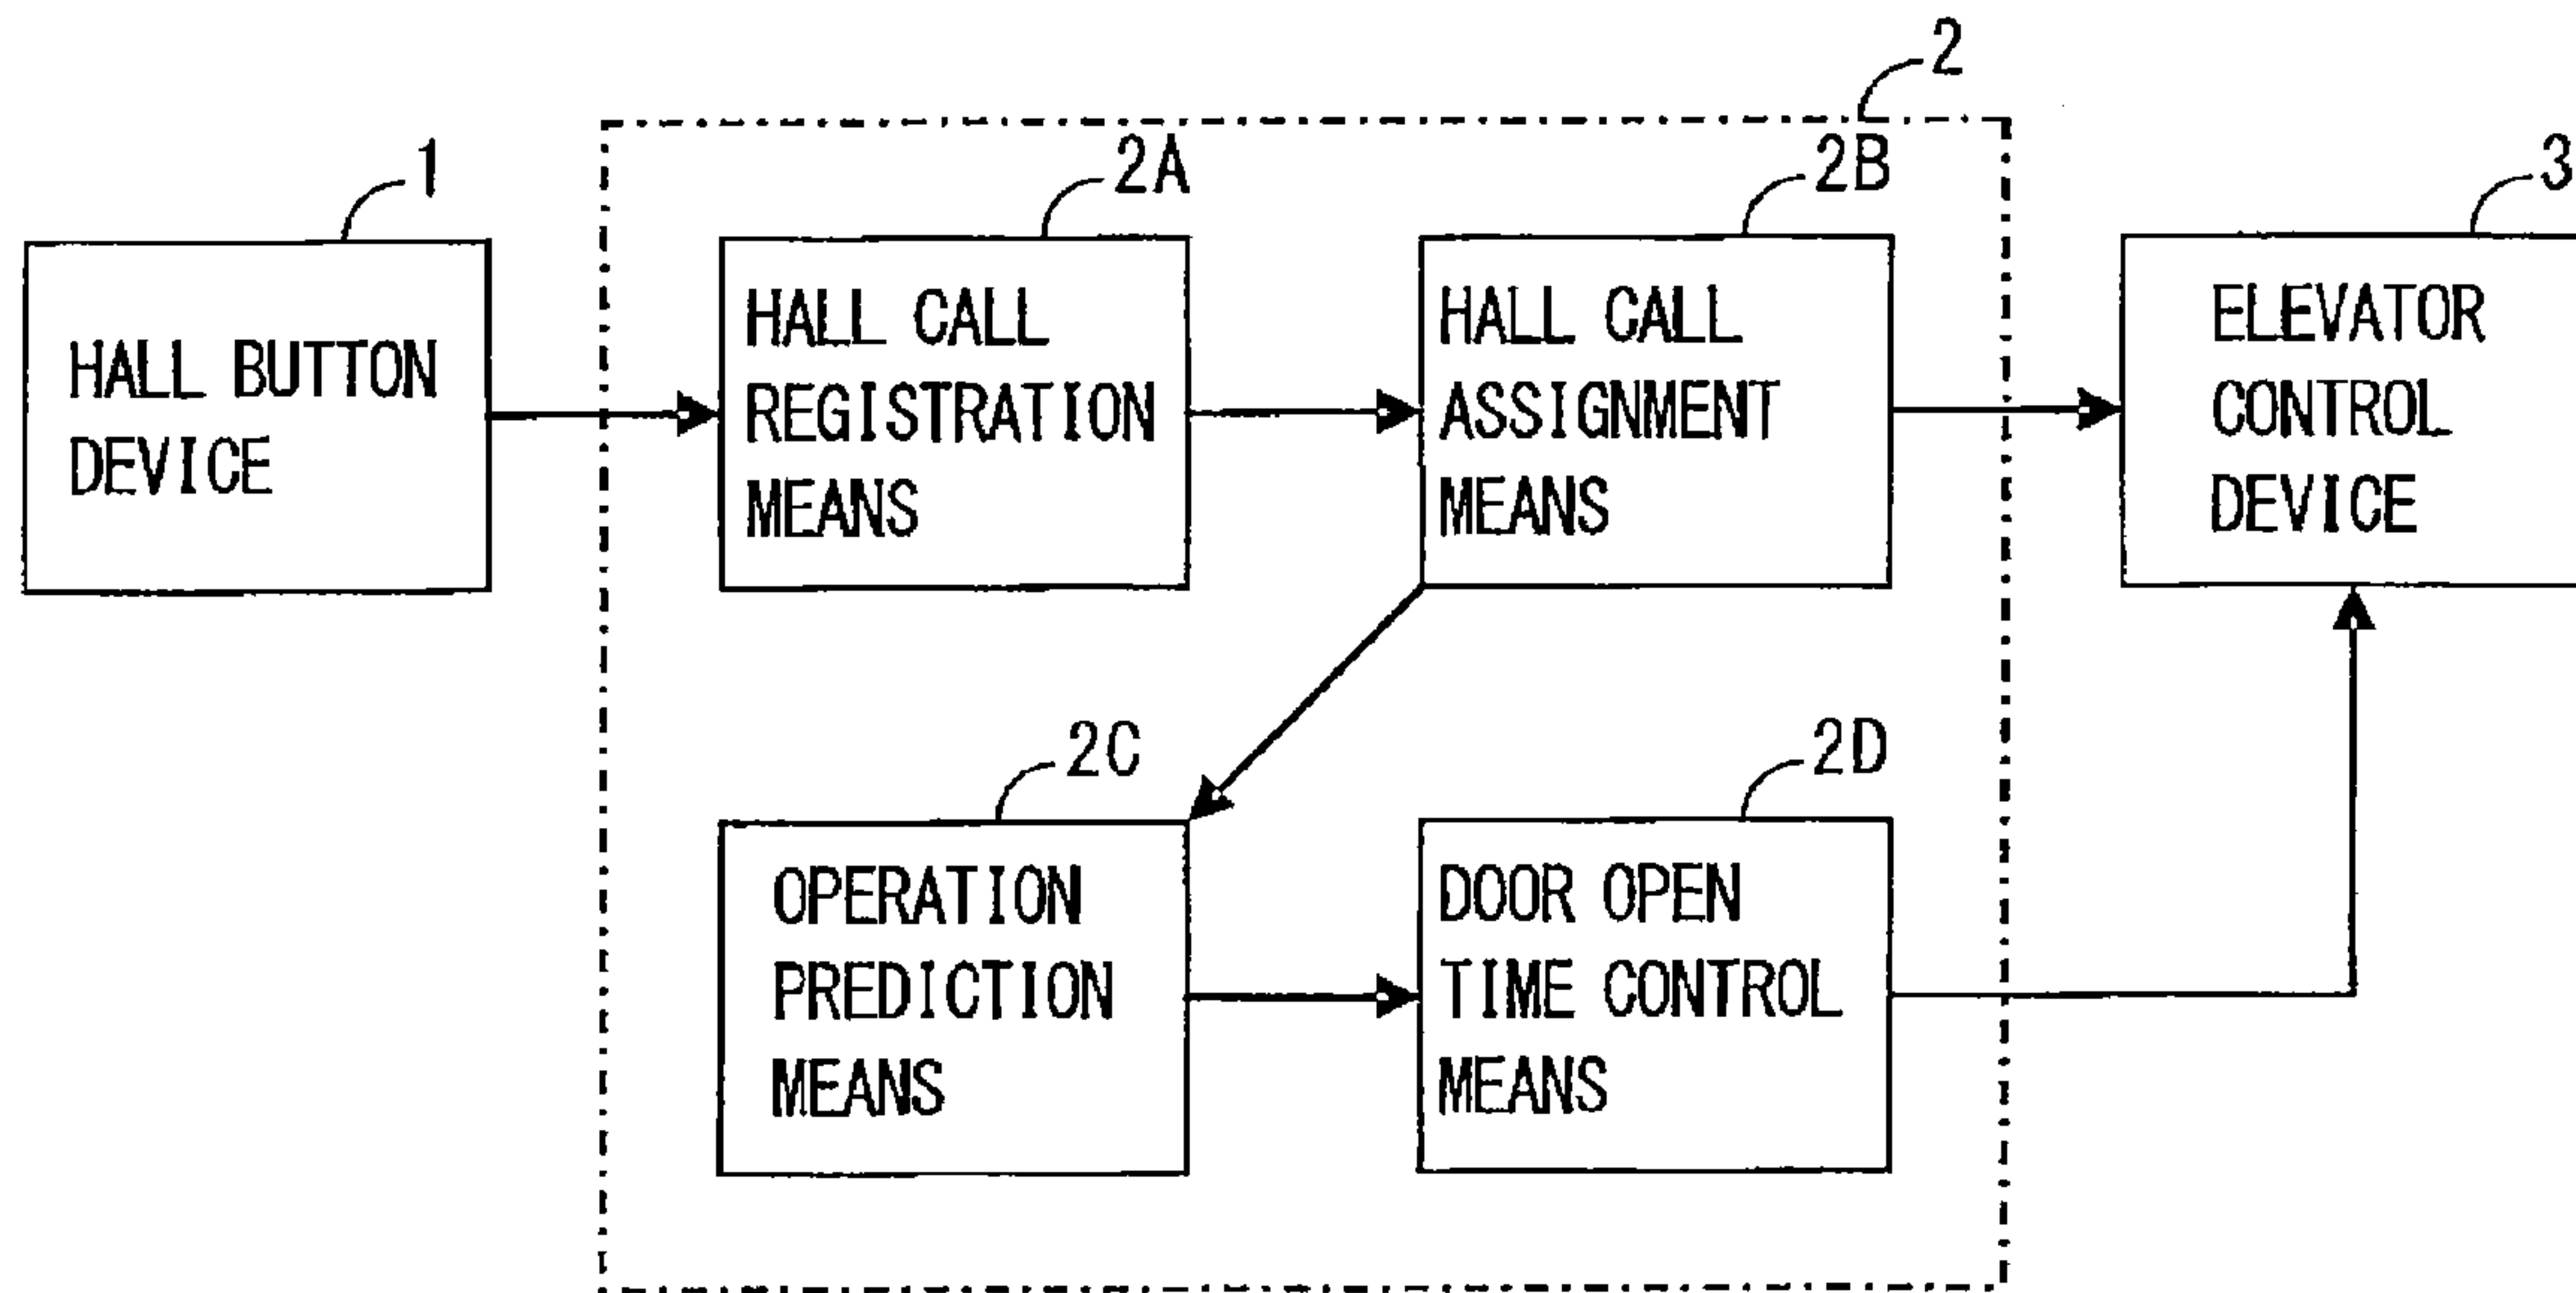 2
1
2A
2B
3
HALL BUTTON
DEVICE
HALL CALL
REGISTRATION
MEANS
HALL CALL
ASSIGNMENT
MEANS
ELEVATOR
CONTROL
DEVICE
2C
2D
OPERATION
PREDICTION
MEANS
DOOR OPEN
TIME CONTROL
MEANS